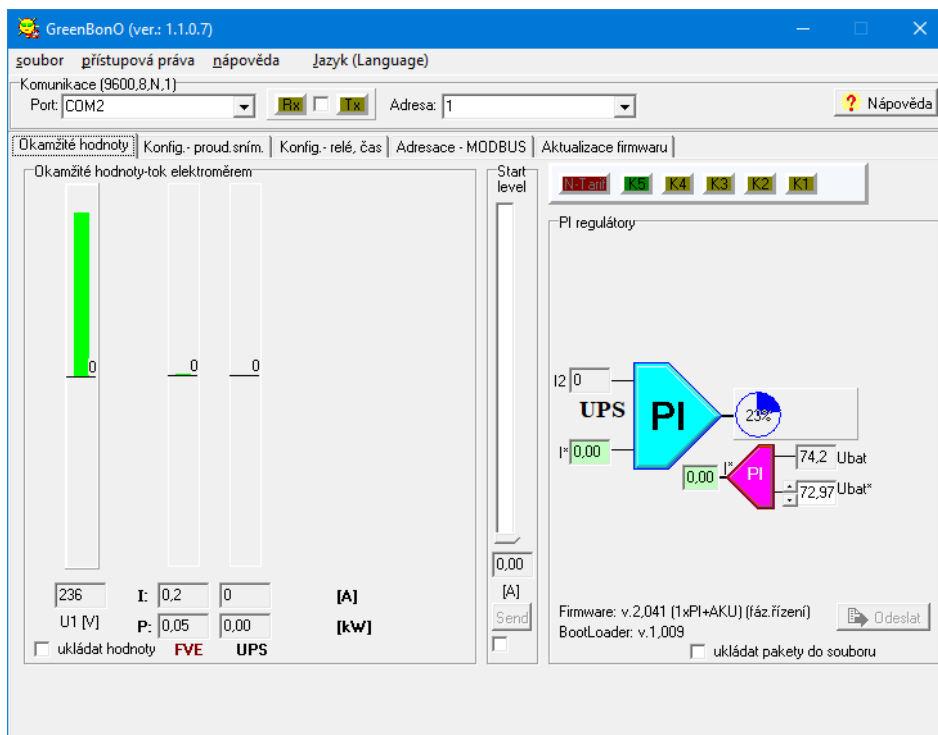 GreenBonO (ver.: 1.1.0.7)
soubor přístupová práva nápověda Jazyk (Language)
Komunikace (9600,8,N,1)
Port: COM2 Rx Tx Adresa: 1 Nápověda
Okamžité hodnoty Konfig.- proud.sním. Konfig.- relé, čas Adresace - MODBUS Aktualizace firmwaru
Okamžité hodnoty-tok elektroměrem
0 0 0
236 I: 0,2 0 [A]
U1 [V] P: 0,05 0,00 [kW]
ukládat hodnoty FVE UPS
Start
level
0,00
[A]
Send
N-Tarif K5 K4 K3 K2 K1
PI regulátory
I2 0
UPS PI 23%
I* 0,00
0,00 I* PI 74,2 Ubat
72,97 Ubat*
Firmware: v.2,041 (1xPI+AKU) (fáz.řízení)
BootLoader: v.1,009
Odeslat
ukládát pakety do souboru